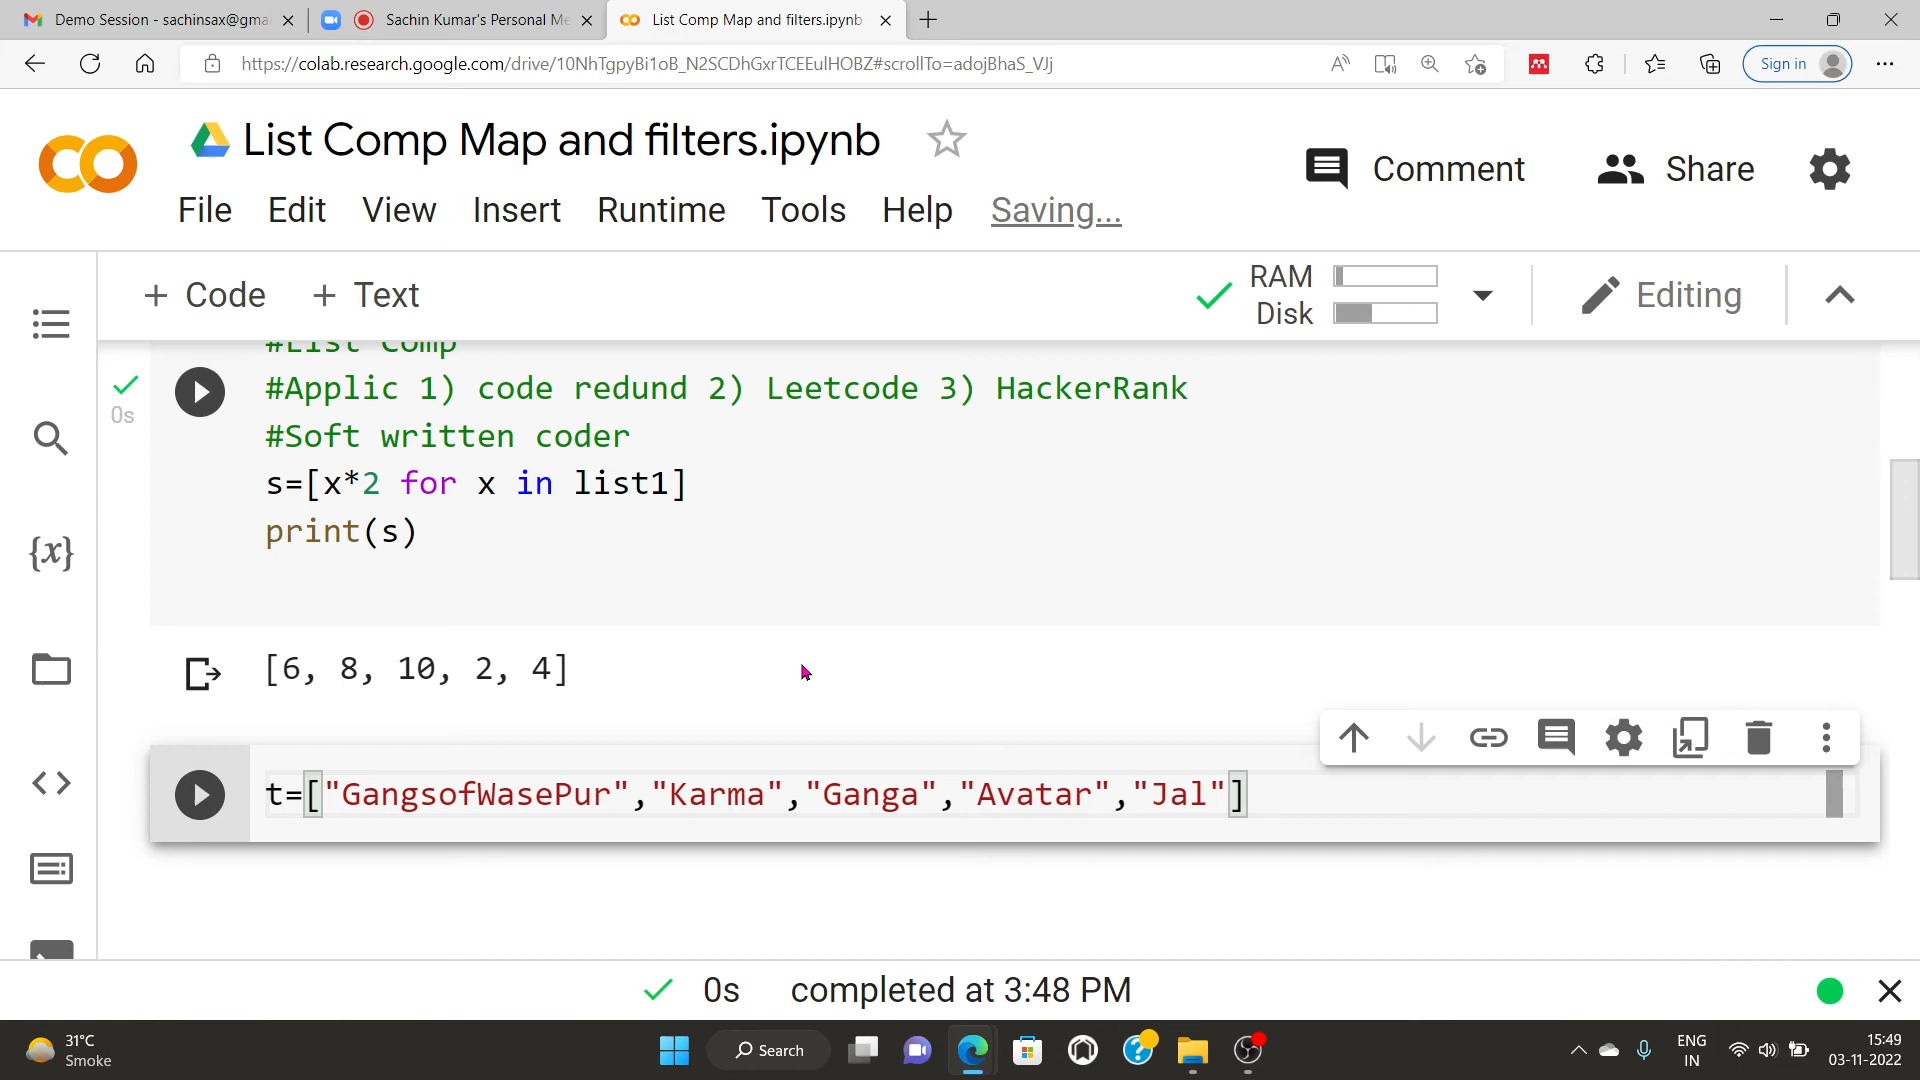 Demo Session - sachinsax@gma
Sachin Kumar's Personal Me
List Comp Map and filters.ipynb
https://colab.research.google.com/drive/10NhTgpyBi1oB_N2SCDhGxrTCEEulHOBZ#scrollTo=adojBhaS_VJj
Sign in
List Comp Map and filters.ipynb
Comment
Share
File Edit View Insert Runtime Tools Help Saving...
+ Code + Text
RAM
Disk
Editing
#List Comp
#Applic 1) code redund 2) Leetcode 3) HackerRank
0s
#Soft written coder
s=[x*2 for x in list1]
print(s)
{x}
[6, 8, 10, 2, 4]
t=["GangsofWasePur","Karma","Ganga","Avatar","Jal"]
0s completed at 3:48 PM
31°C
Smoke
Search
ENG
IN
15:49
03-11-2022